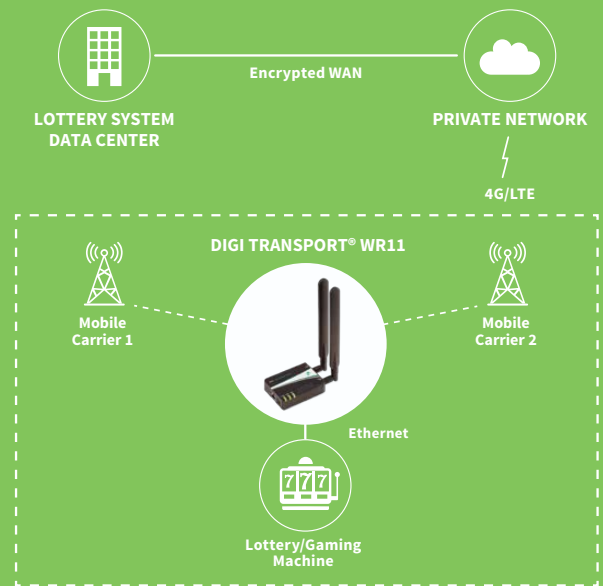 Encrypted WAN
LOTTERY SYSTEM
DATA CENTER
PRIVATE NETWORK
4G/LTE
DIGI TRANSPORT® WR11
Mobile
Carrier 1
Mobile
Carrier 2
Ethernet
777
Lottery/Gaming
Machine